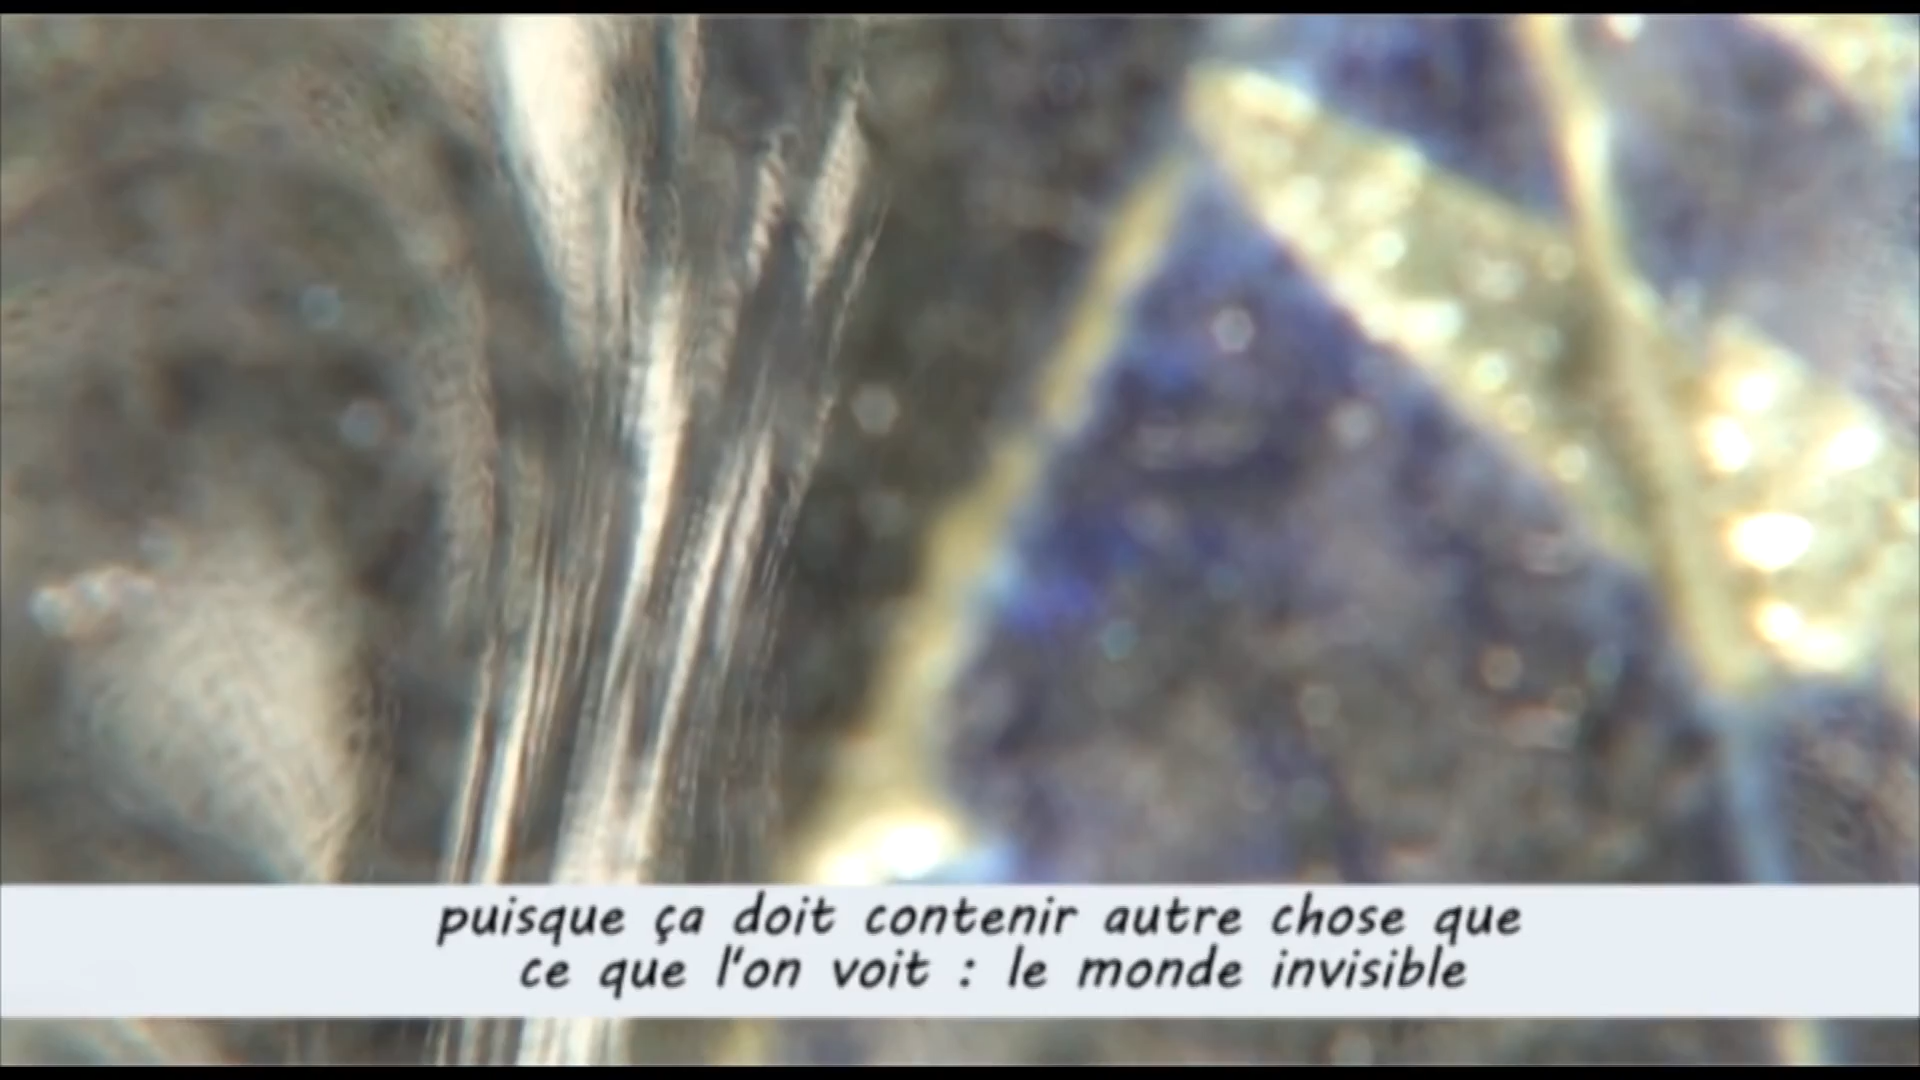 puisque ça doit contenir autre chose que
ce que l'on voit : le monde invisible